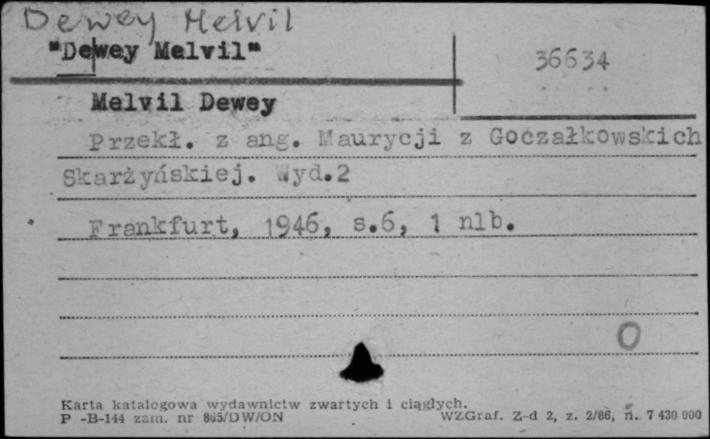 Dewey Melvil
"Dewey Melvil" 36634
Melvil Dewey
Przekł. z ang. Maurycji z Goczałkowskich
Skarżyńskiej. Wyd.2
Frankfurt, 1946, s.6, 1 nlb.
O
Karta katalogowa wydawnictw zwartych i ciągłych.
P -B-144 zam. nr 865/DW/ON WZGraf. Z-d 2, z. 2/86, n. 7 430 000